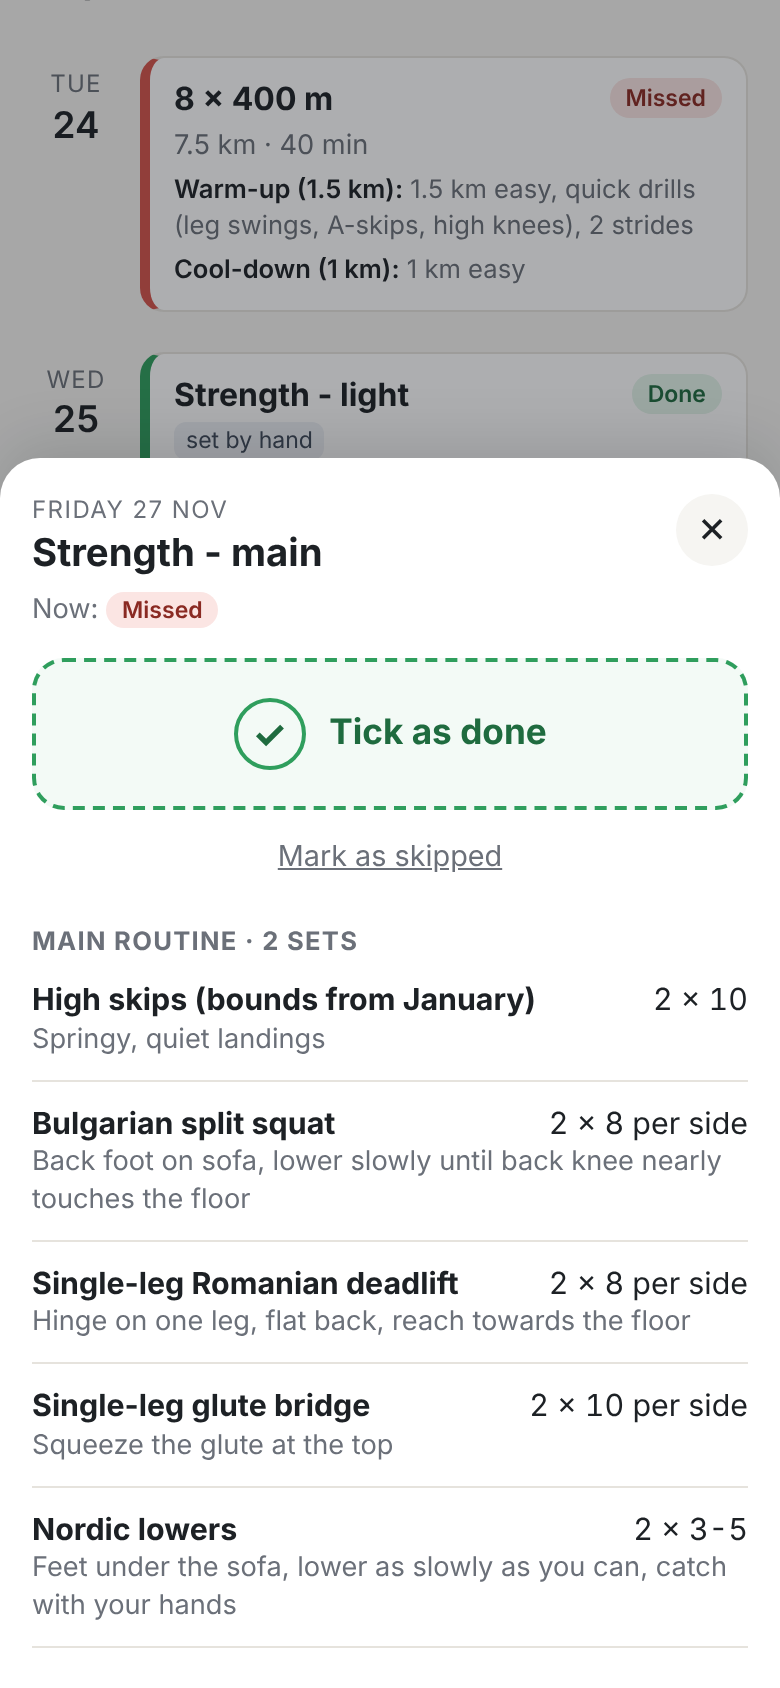 TUE
24
8 × 400 m
Missed
7.5 km · 40 min
Warm-up (1.5 km): 1.5 km easy, quick drills
(leg swings, A-skips, high knees), 2 strides
Cool-down (1 km): 1 km easy
WED
25
Strength - light
Done
set by hand
FRIDAY 27 NOV
Strength - main
Now: Missed
Tick as done
Mark as skipped
MAIN ROUTINE · 2 SETS
High skips (bounds from January)
2 × 10
Springy, quiet landings
Bulgarian split squat
2 × 8 per side
Back foot on sofa, lower slowly until back knee nearly
touches the floor
Single-leg Romanian deadlift
2 × 8 per side
Hinge on one leg, flat back, reach towards the floor
Single-leg glute bridge
2 × 10 per side
Squeeze the glute at the top
Nordic lowers
2 × 3-5
Feet under the sofa, lower as slowly as you can, catch
with your hands